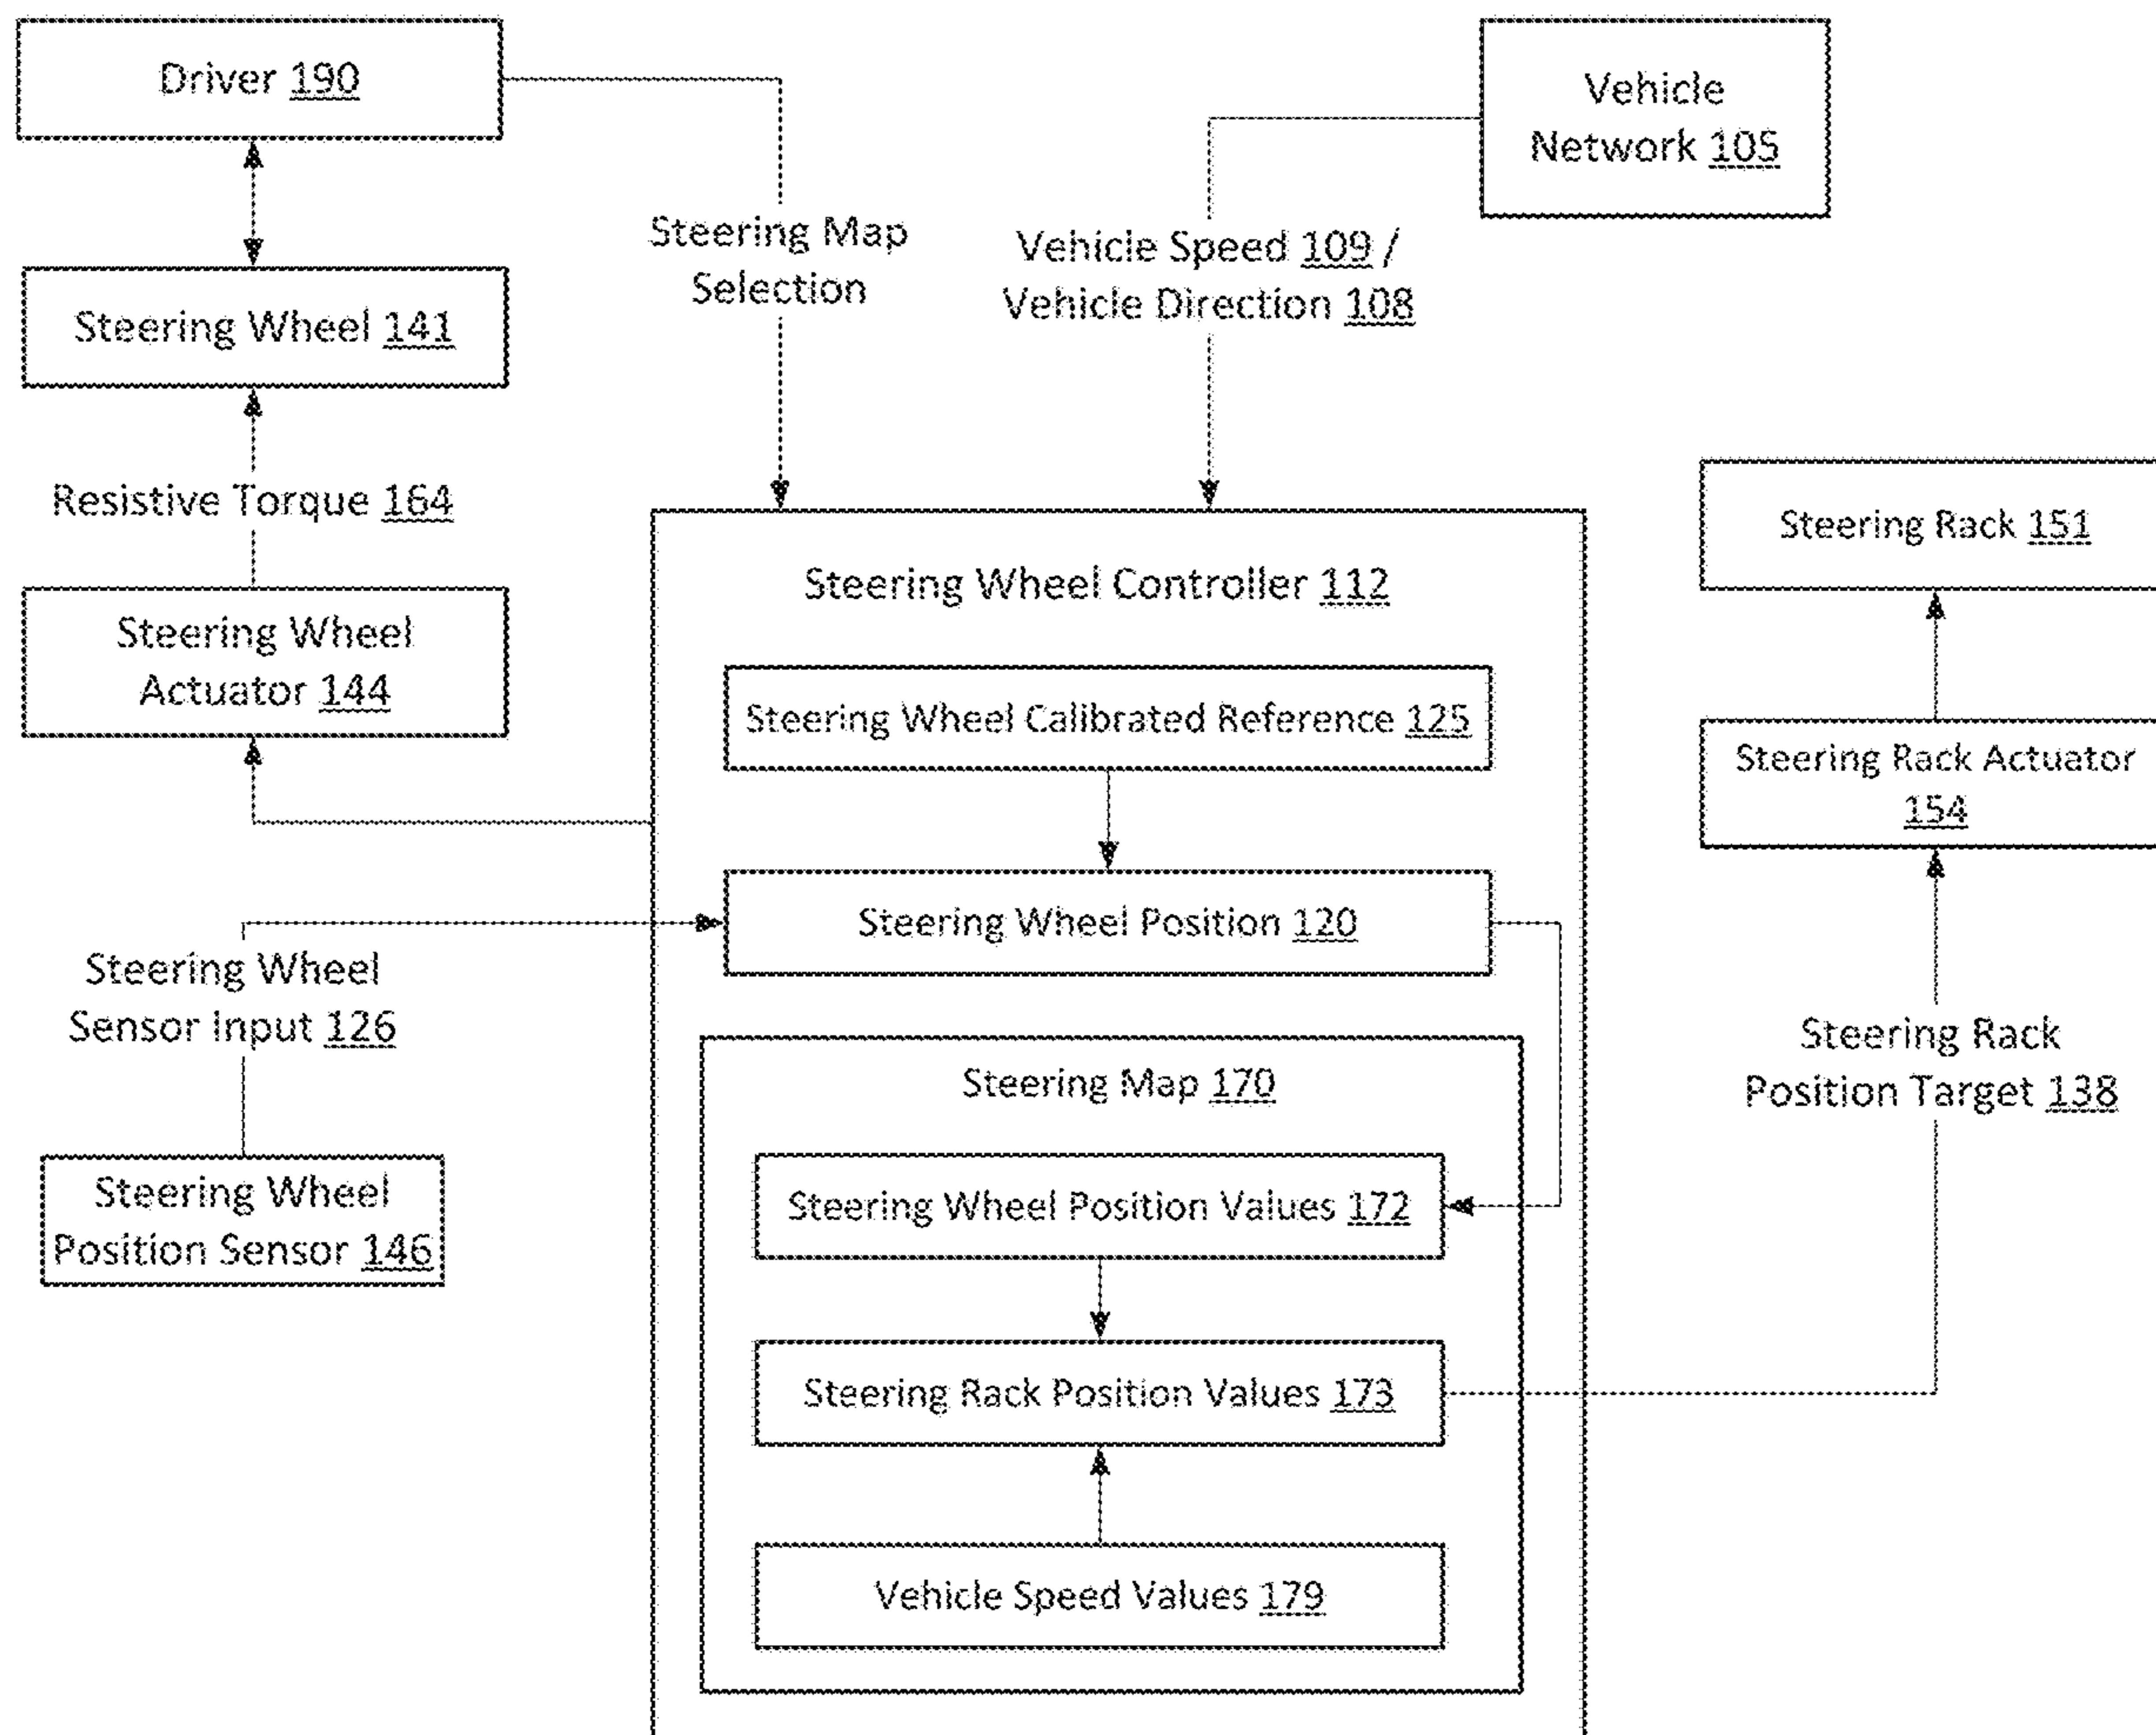 Driver 190
Vehicle
Network 105
Steering Map
Selection
Vehicle Speed 109 /
Vehicle Direction 108
Steering Wheel 141
Resistive Torque 164
Steering Wheel
Actuator 144
Steering Wheel Controller 112
Steering Wheel Calibrated Reference 125
Steering Wheel Position 120
Steering Wheel
Sensor Input 126
Steering Wheel
Position Sensor 146
Steering Map 170
Steering Wheel Position Values 172
Steering Rack Position Values 173
Vehicle Speed Values 179
Steering Rack 151
Steering Rack Actuator
154
Steering Rack
Position Target 138